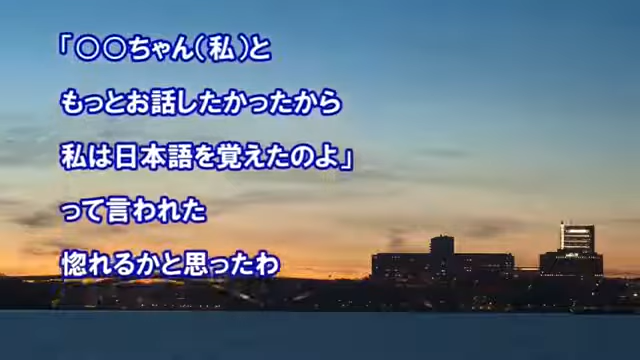 「○○ちゃん(私)と
もっとお話したかったから
私は日本語を覚えたのよ」
って言われた
惚れるかと思ったわ